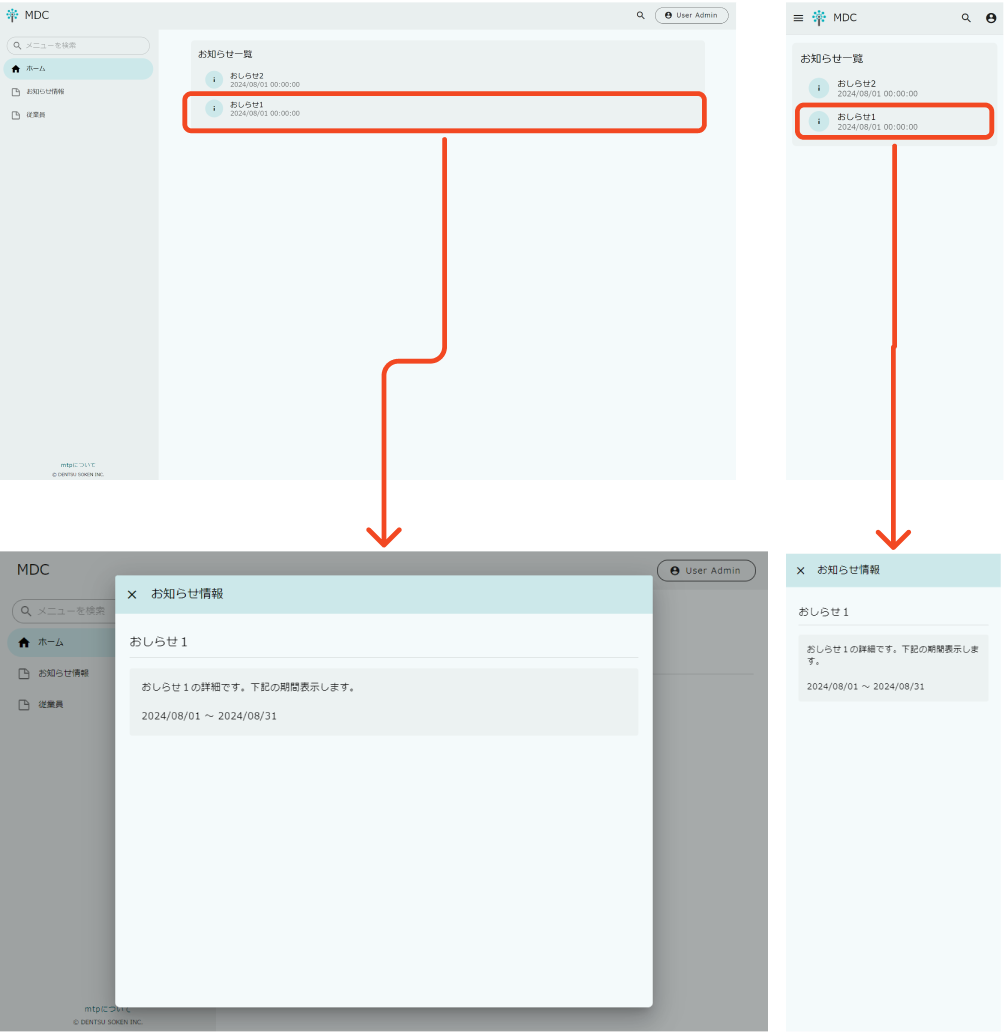 MDC
User Admin
メニューを検索
ホーム
お知らせ情報
従業員
お知らせ一覧
おしらせ2
2024/08/01 00:00:00
おしらせ1
2024/08/01 00:00:00
mtpについて
© DENTSU SOKEN INC.
MDC
お知らせ一覧
おしらせ2
2024/08/01 00:00:00
おしらせ1
2024/08/01 00:00:00
MDC
User Admin
メニューを検索
ホーム
お知らせ情報
従業員
お知らせ情報
おしらせ１
おしらせ１の詳細です。下記の期間表示します。
2024/08/01 ～ 2024/08/31
mtpについて
© DENTSU SOKEN INC.
お知らせ情報
おしらせ１
おしらせ１の詳細です。下記の期間表示しま
す。
2024/08/01 ～ 2024/08/31